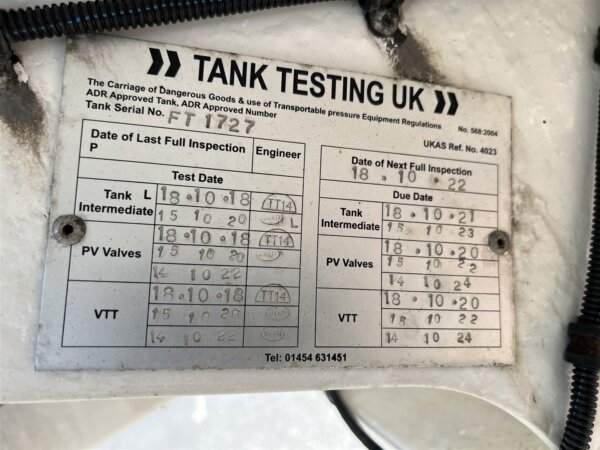 TANK TESTING UK
The Carriage of Dangerous Goods & use of Transportable pressure Equipment Regulations No. 568:2004
ADR Approved Tank, ADR Approved Number
Tank Serial No. FT1727
UKAS Ref. No. 4023
Date of Last Full Inspection Engineer
P
Test Date
Tank Intermediate L 18.10.18 TT14
15 10 20 L
PV Valves 18.10.18 TT14
15 10 20
14 10 22
VTT 18.10.18 TT14
15 10 20
14 10 22
Date of Next Full Inspection
18.10.22
Due Date
Tank Intermediate 18.10.21
15 10 23
PV Valves 18.10.20
15 10 22
14 10 24
VTT 18.10.20
10 22
14 10 24
Tel: 01454 631451